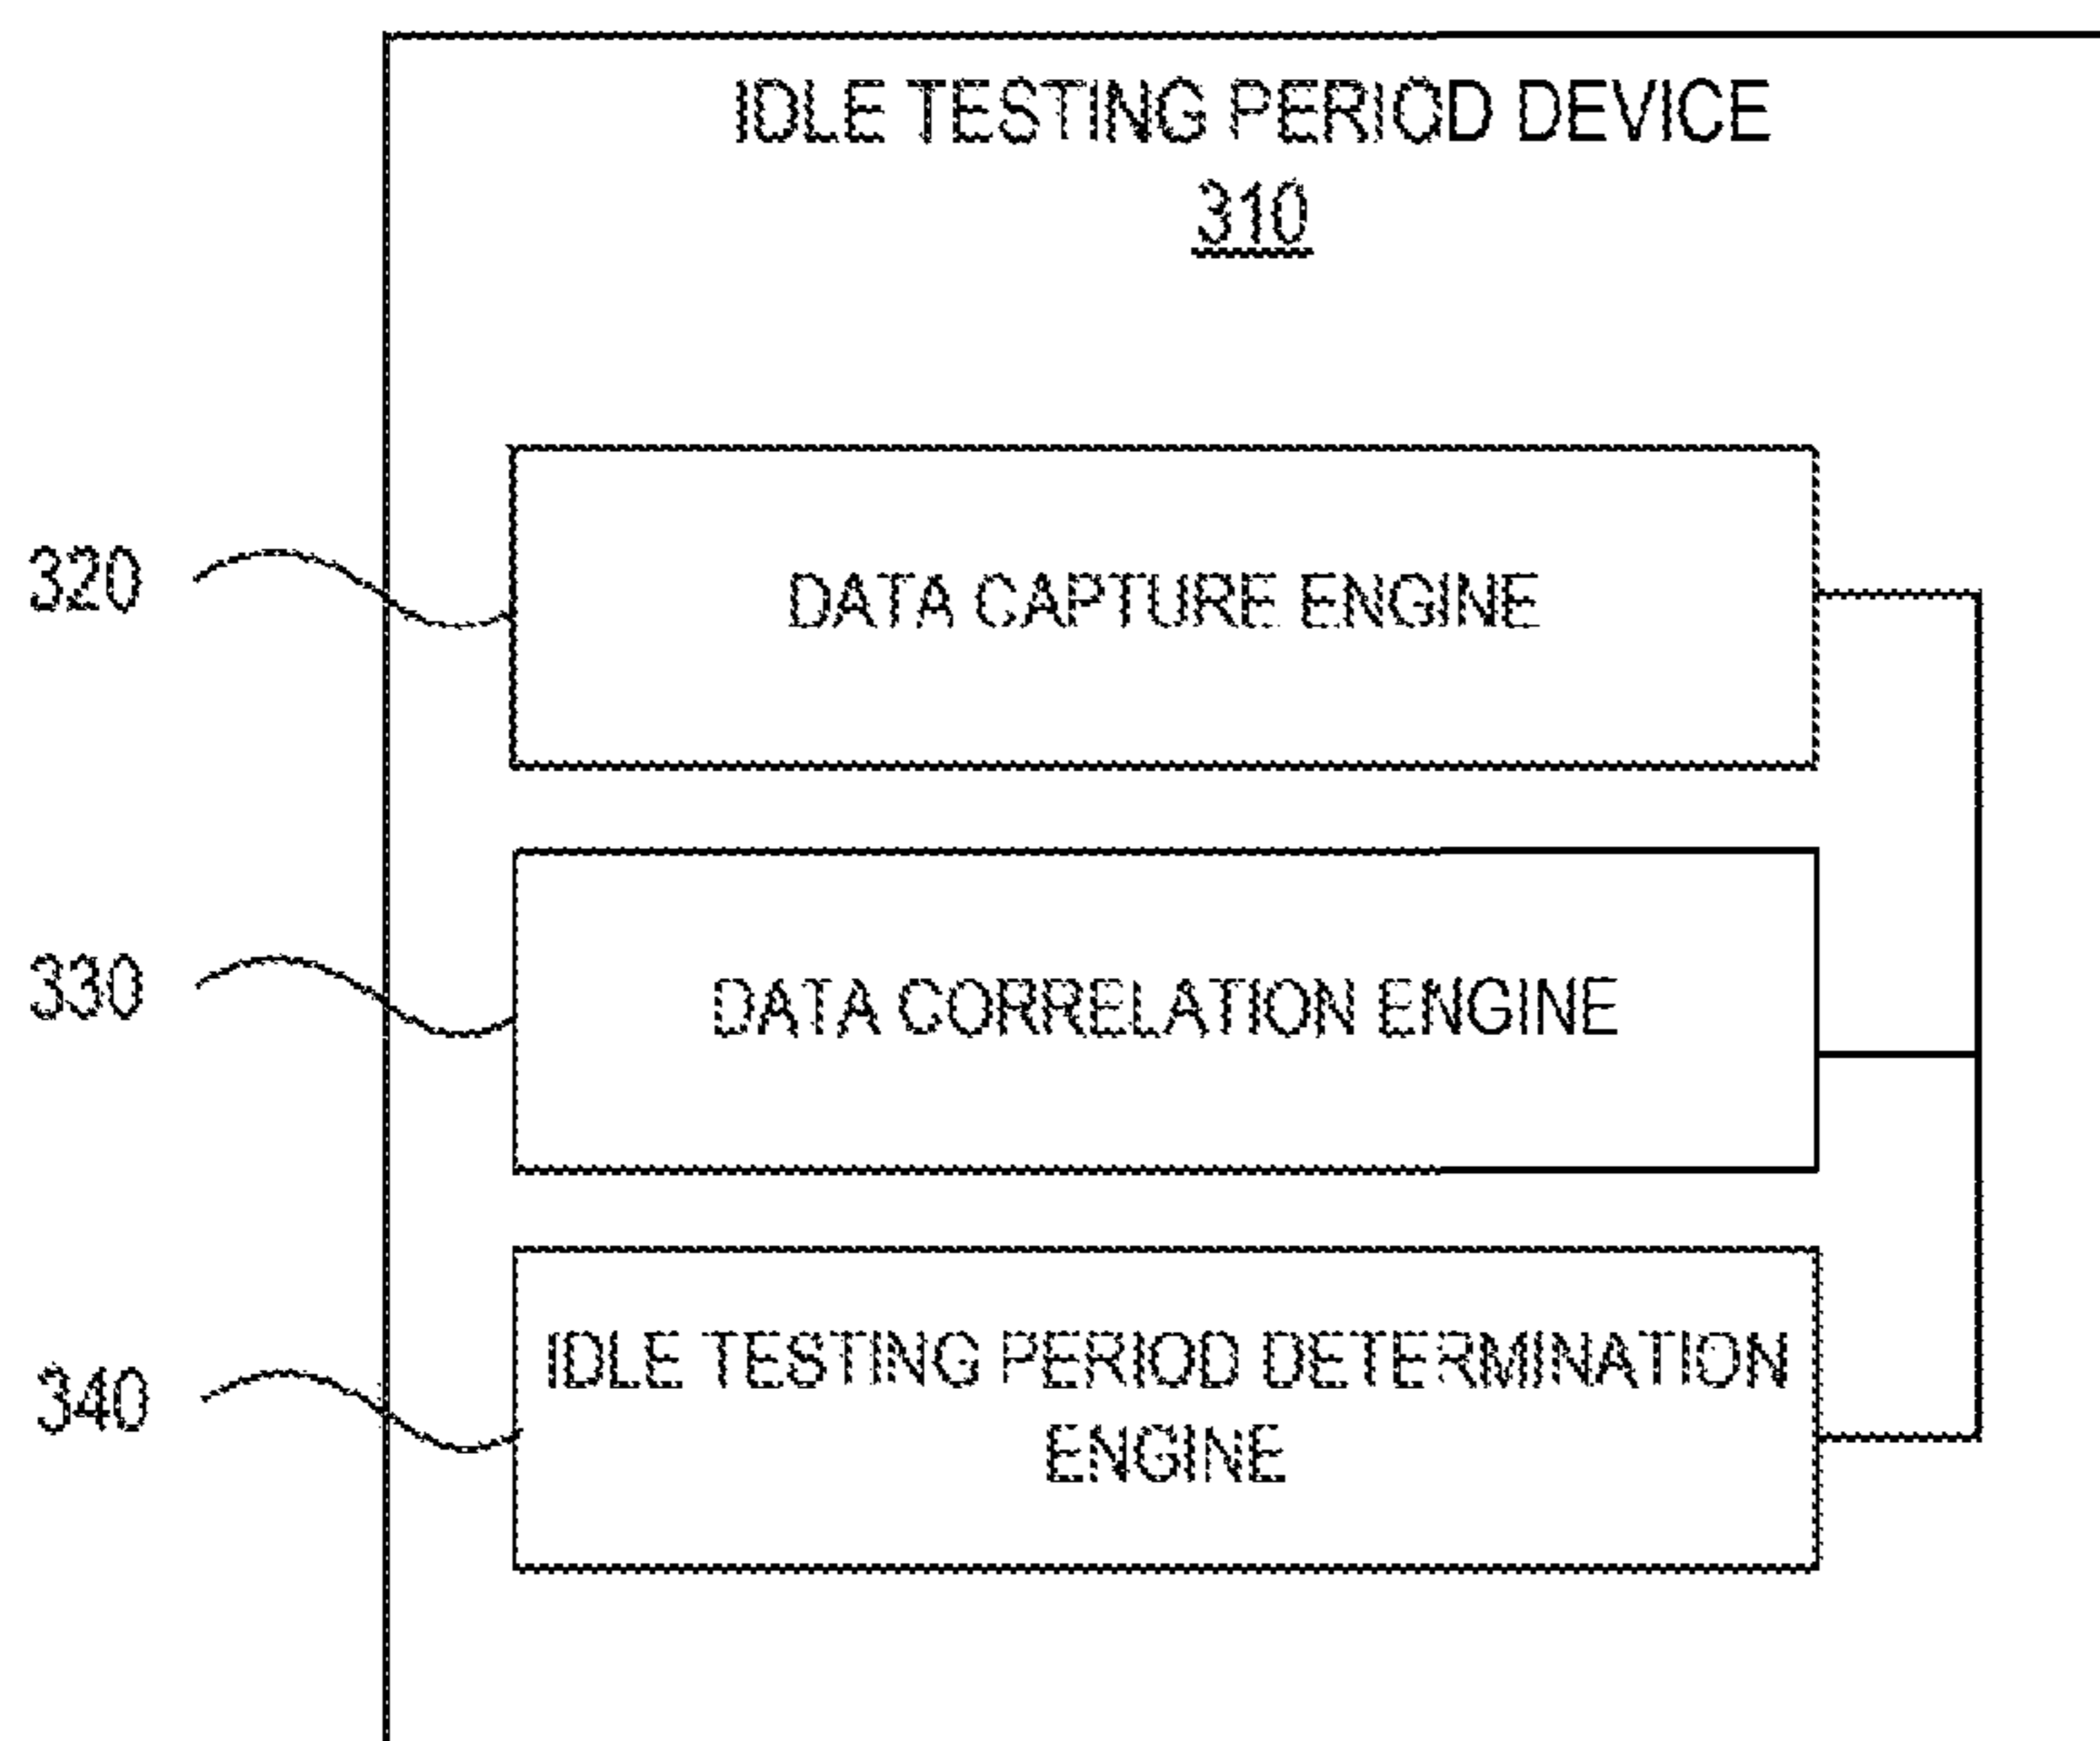 IDLE TESTING PERIOD DEVICE
310
320
DATA CAPTURE ENGINE
330
DATA CORRELATION ENGINE
340
IDLE TESTING PERIOD DETERMINATION
ENGINE